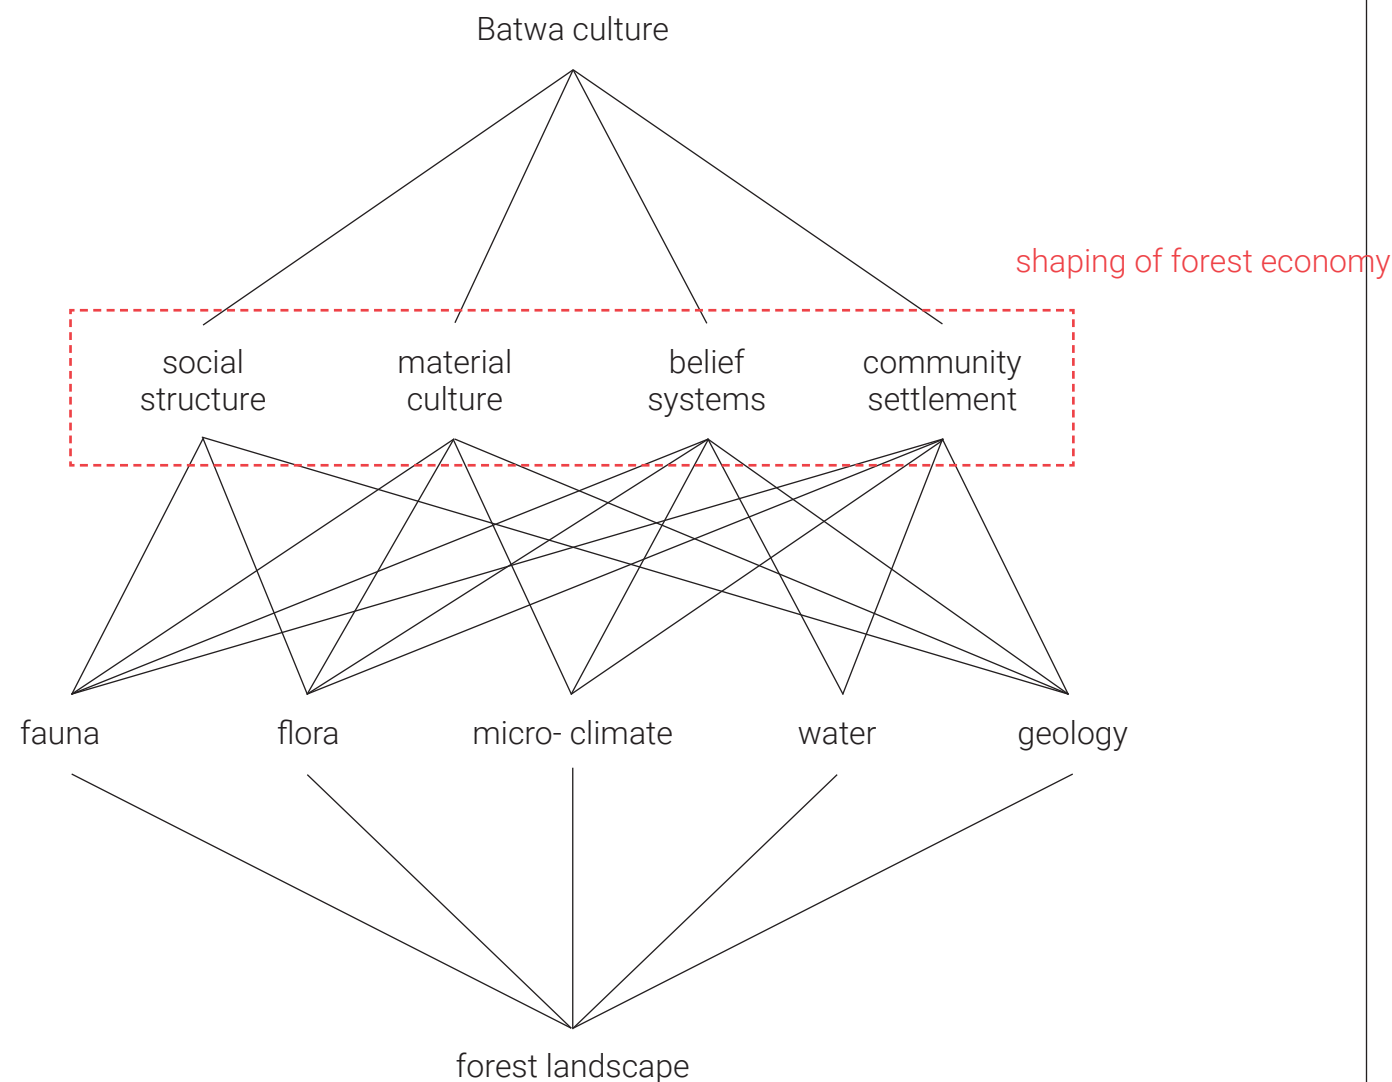 Batwa culture
shaping of forest economy
social
structure
material
culture
belief
systems
community
settlement
fauna
flora
micro- climate
water
geology
forest landscape